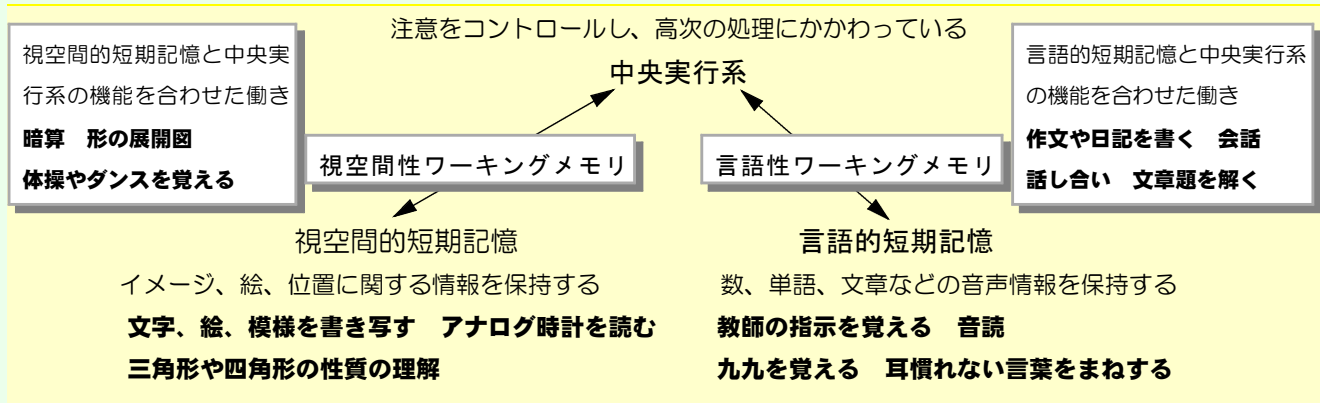 注意をコントロールし、高次の処理にかかわっている
中央実行系
視空間的短期記憶と中央実
行系の機能を合わせた働き
暗算　形の展開図
体操やダンスを覚える
視空間性ワーキングメモリ
言語性ワーキングメモリ
言語的短期記憶と中央実行系
の機能を合わせた働き
作文や日記を書く　会話
話し合い　文章題を解く
視空間的短期記憶
イメージ、絵、位置に関する情報を保持する
文字、絵、模様を書き写す　アナログ時計を読む
三角形や四角形の性質の理解
言語的短期記憶
数、単語、文章などの音声情報を保持する
教師の指示を覚える　音読
九九を覚える　耳慣れない言葉をまねする